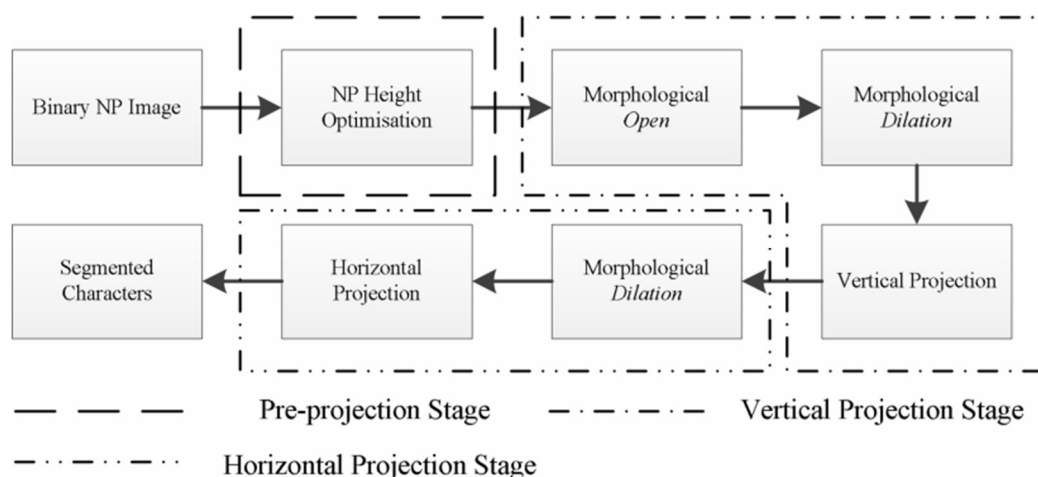 Binary NP Image
NP Height
Optimisation
Morphological
Open
Morphological
Dilation
Segmented
Characters
Horizontal
Projection
Morphological
Dilation
Vertical Projection
Pre-projection Stage
Vertical Projection Stage
Horizontal Projection Stage